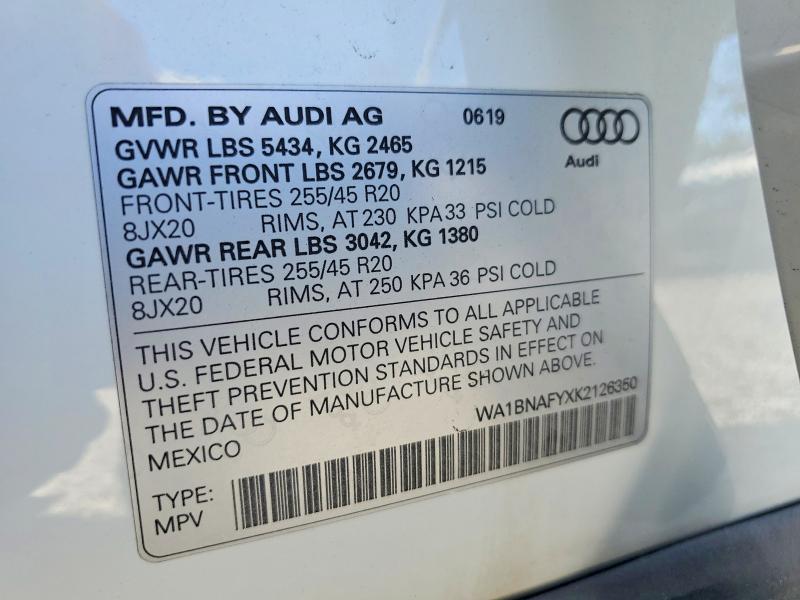 MFD. BY AUDI AG 0619
Audi
GVWR LBS 5434, KG 2465
GAWR FRONT LBS 2679, KG 1215
FRONT-TIRES 255/45 R20
8JX20 RIMS, AT 230 KPA 33 PSI COLD
GAWR REAR LBS 3042, KG 1380
REAR-TIRES 255/45 R20
8JX20 RIMS, AT 250 KPA 36 PSI COLD
THIS VEHICLE CONFORMS TO ALL APPLICABLE
U.S. FEDERAL MOTOR VEHICLE SAFETY AND
THEFT PREVENTION STANDARDS IN EFFECT ON
THE DATE OF MANUFACTURE SHOWN ABOVE.
WA1BNAFYXK2126350
MEXICO
TYPE:
MPV